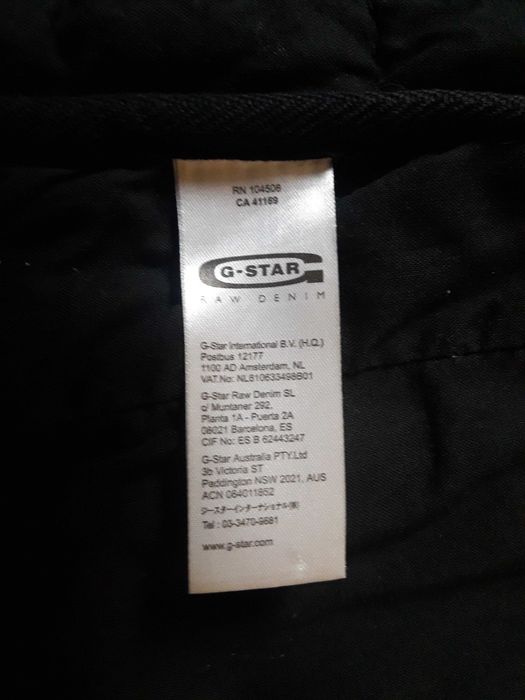 RN 104506
CA 41169
G-STAR
RAW DENIM
G-Star International B.V. (H.Q.)
Postbus 12177
1100 AD Amsterdam, NL
VAT.No: NL810633498B01
G-Star Raw Denim SL
c/ Muntaner 292,
Planta 1A - Puerta 2A
08021 Barcelona, ES
CIF No: ES B 62443247
G-Star Australia PTY.Ltd
3b Victoria ST
Paddington NSW 2021, AUS
ACN 084011852
ジースターインターナショナル(株)
Tel : 03-3470-9681
www.g-star.com